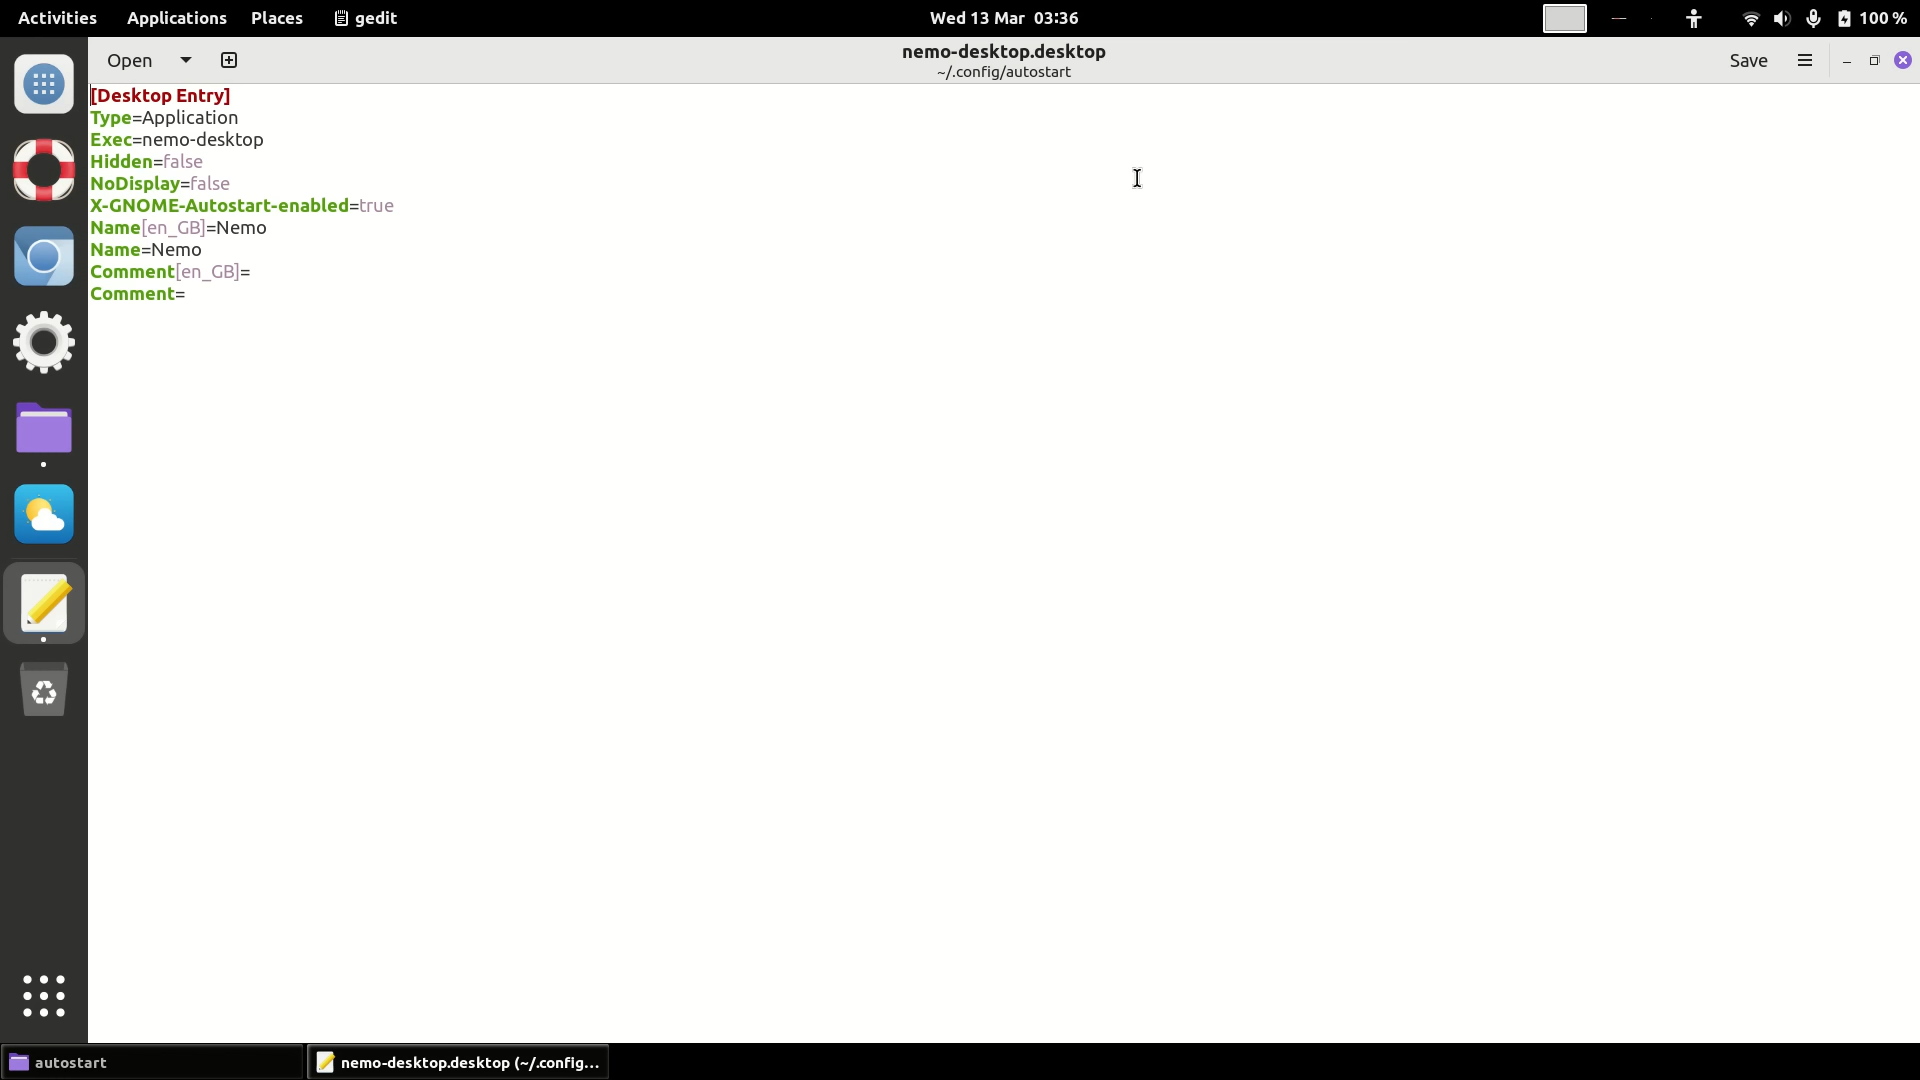 Activities Applications Places gedit Wed 13 Mar 03:36 100 %
Open nemo-desktop.desktop Save
~/.config/autostart
[Desktop Entry]
Type=Application
Exec=nemo-desktop
Hidden=false
NoDisplay=false
X-GNOME-Autostart-enabled=true
Name[en_GB]=Nemo
Name=Nemo
Comment[en_GB]=
Comment=
autostart nemo-desktop.desktop (~/.config...